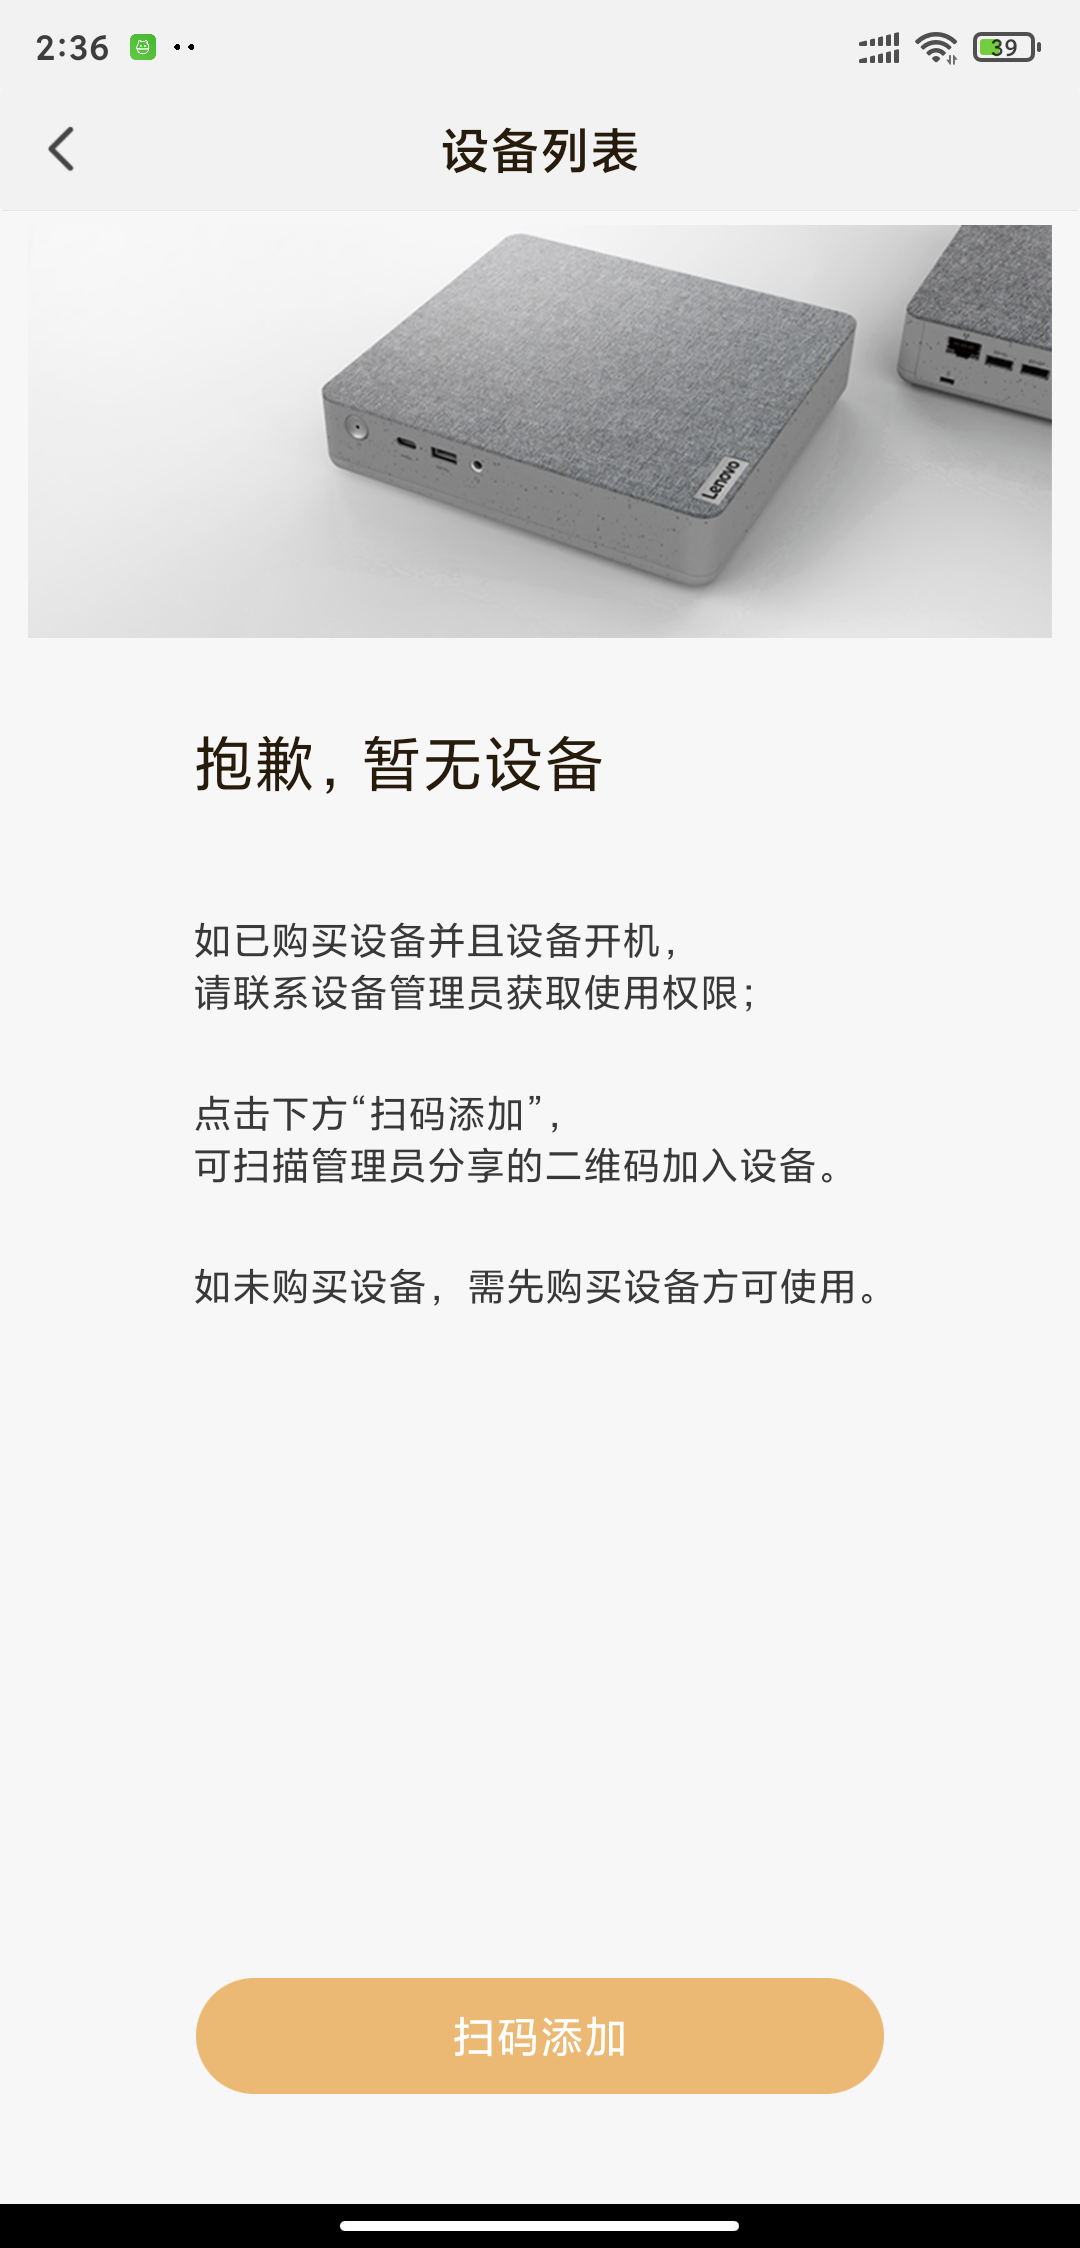 2:36
39
设备列表
Lenovo
抱歉，暂无设备
如已购买设备并且设备开机，
请联系设备管理员获取使用权限；
点击下方“扫码添加”，
可扫描管理员分享的二维码加入设备。
如未购买设备，需先购买设备方可使用。
扫码添加